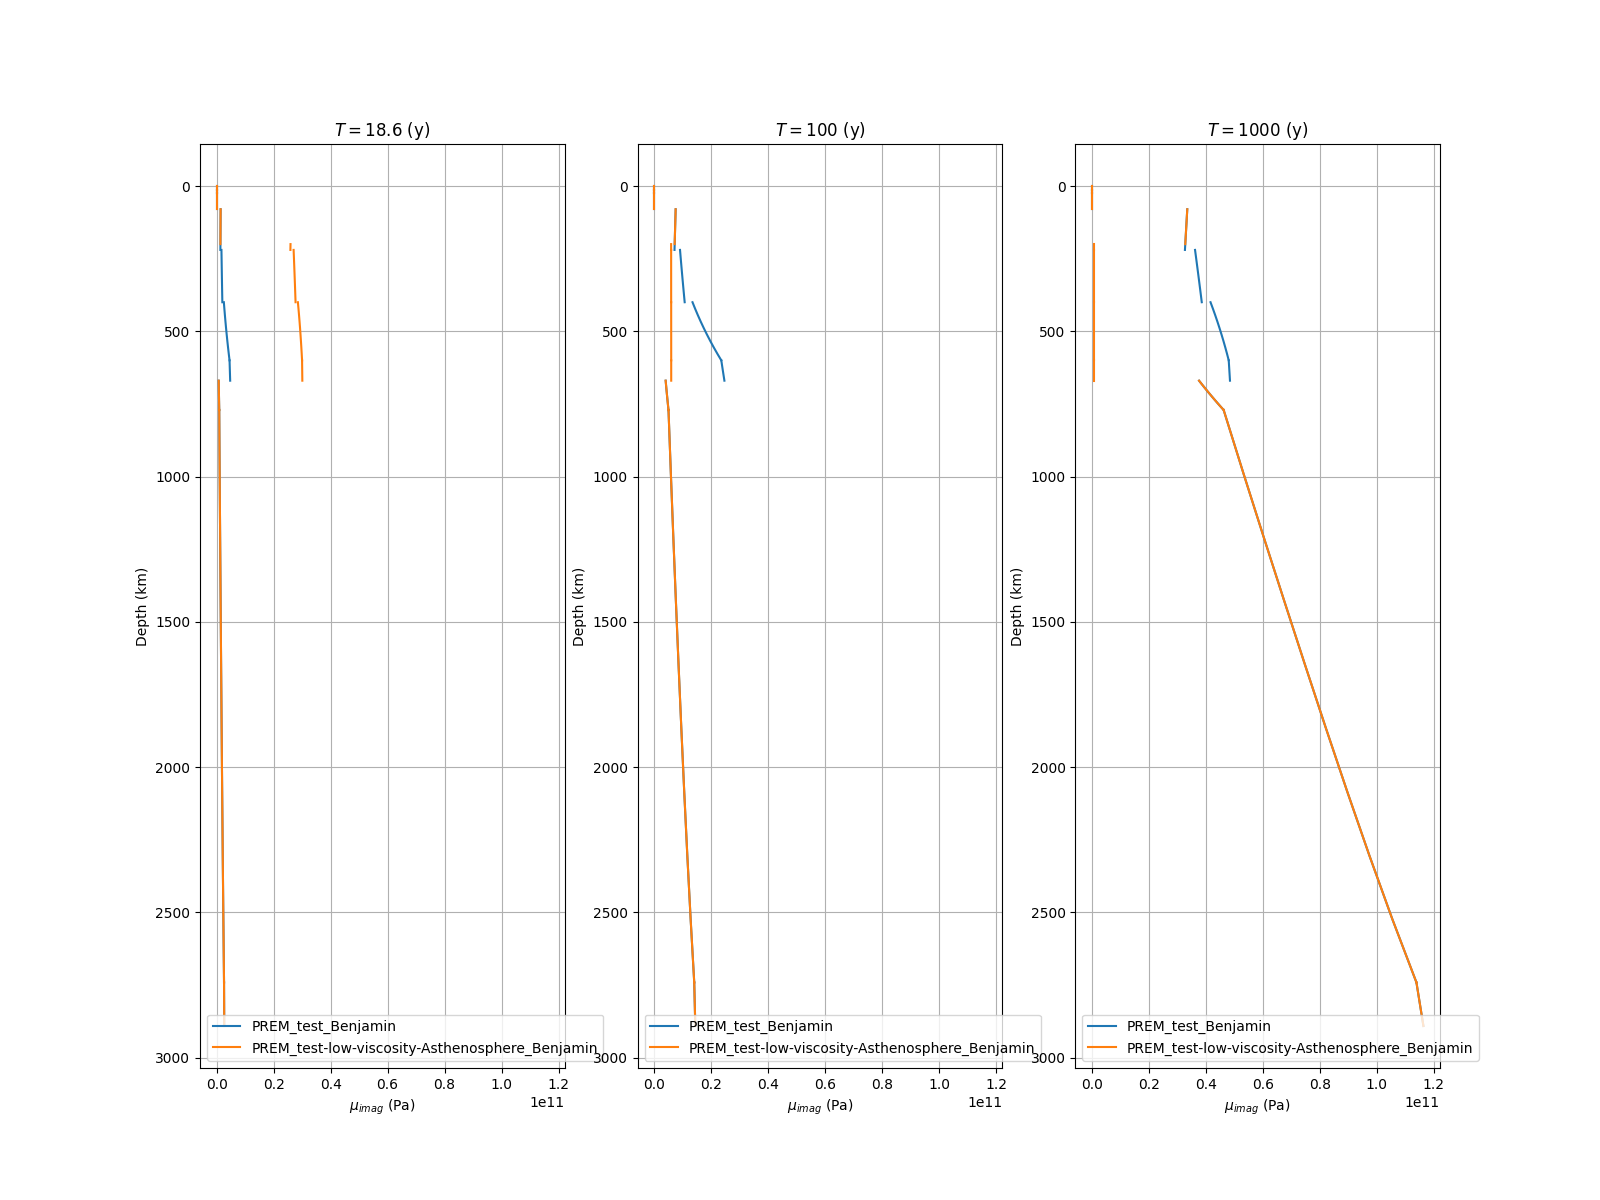 T = 18.6 (y)
0
500
1000
1500
2000
2500
3000
Depth (km)
PREM_test_Benjamin
PREM_test-low-viscosity-Asthenosphere_Benjamin
0.0 0.2 0.4 0.6 0.8 1.0 1.2
1e11
μimag (Pa)
T = 100 (y)
0
500
1000
1500
2000
2500
3000
Depth (km)
PREM_test_Benjamin
PREM_test-low-viscosity-Asthenosphere_Benjamin
0.0 0.2 0.4 0.6 0.8 1.0 1.2
1e11
μimag (Pa)
T = 1000 (y)
0
500
1000
1500
2000
2500
3000
Depth (km)
PREM_test_Benjamin
PREM_test-low-viscosity-Asthenosphere_Benjamin
0.0 0.2 0.4 0.6 0.8 1.0 1.2
1e11
μimag (Pa)